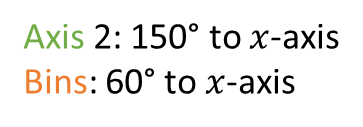 Axis 2: 150° to x-axis
Bins: 60° to x-axis